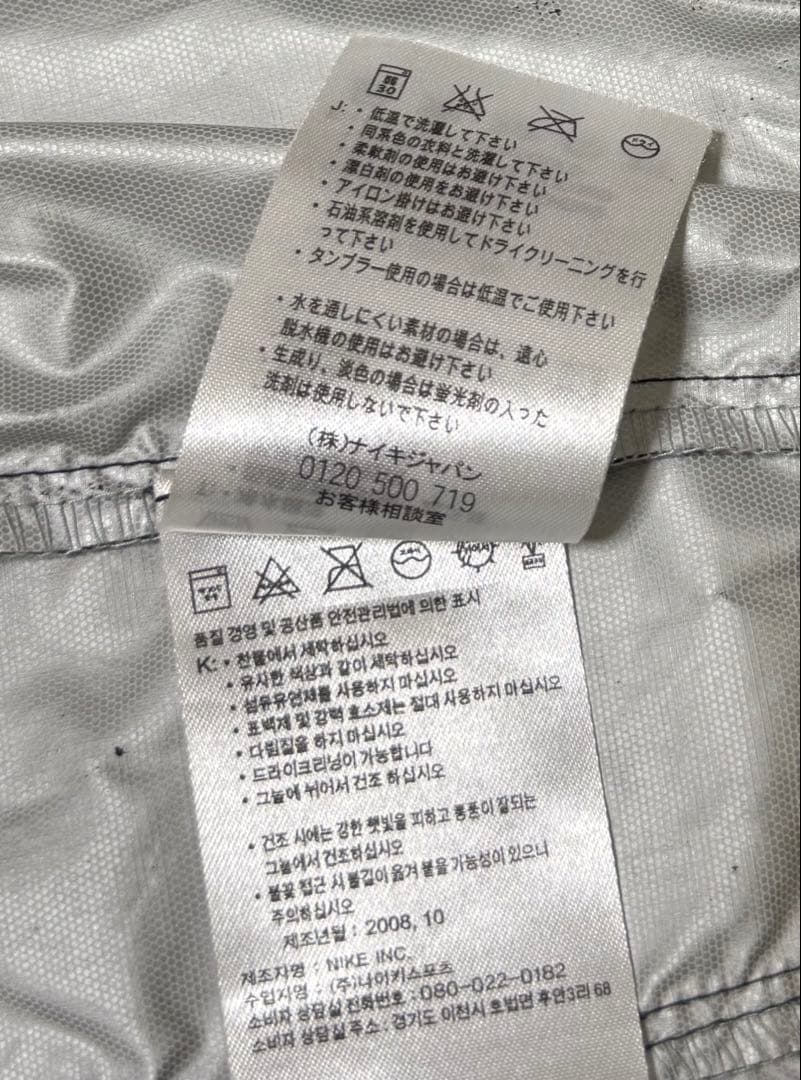 弱
30
J: • 低温で洗濯して下さい
• 同系色の衣料と洗濯して下さい
• 柔軟剤の使用はお避け下さい
• 漂白剤の使用をお避け下さい
• アイロン掛けはお避け下さい
• 石油系溶剤を使用してドライクリーニングを行
って下さい
• タンブラー使用の場合は低温でご使用下さい
• 水を通しにくい素材の場合は、遠心
脱水機の使用はお避け下さい
• 生成り、淡色の場合は蛍光剤の入った
洗剤は使用しないで下さい
(株)ナイキジャパン
0120 500 719
お客様相談室
품질 경영 및 공산품 안전관리법에 의한 표시
K: • 찬물에서 세탁하십시오
• 유사한 색상과 같이 세탁하십시오
• 섬유유연제를 사용하지 마십시오
• 표백제 및 강력 효소제는 절대 사용하지 마십시오
• 다림질을 하지 마십시오
• 드라이크리닝이 가능합니다
• 그늘에 뉘어서 건조 하십시오
• 건조 시에는 강한 햇빛을 피하고 통풍이 잘되는
그늘에서 건조하십시오
• 불꽃 접근 시 불길이 옮겨 붙을 가능성이 있으니
주의하십시오
제조년월 : 2008, 10
제조자명 : NIKE INC.
수입자명 : (주)나이키스포츠
소비자 상담실 전화번호 : 080-022-0182
소비자 상담실 주소 : 경기도 이천시 호법면 후안3리 68